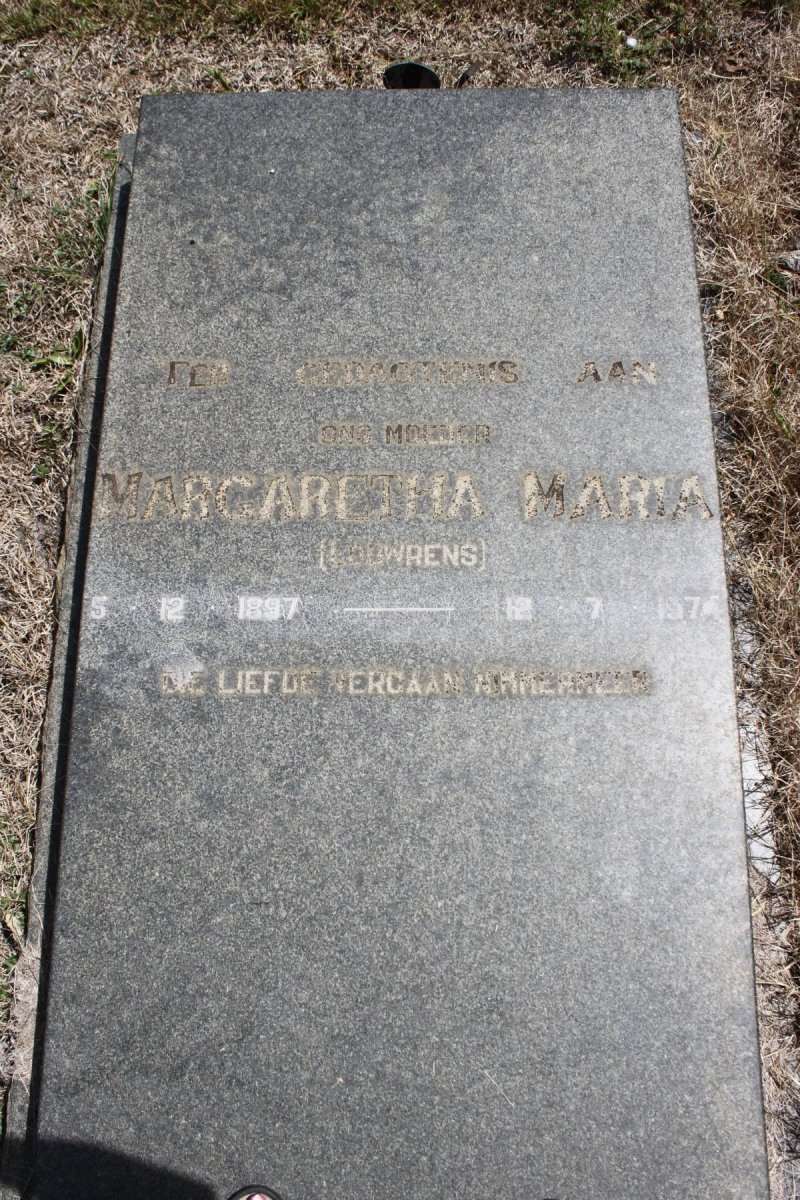 TER GEDAGTENIS AAN
ONS MOEDER
MARGARETHA MARIA
(LOUWRENS)
5 · 12 · 1897 — 12 · 7 · 1974
DIE LIEFDE VERGAAN NIMMERMEER